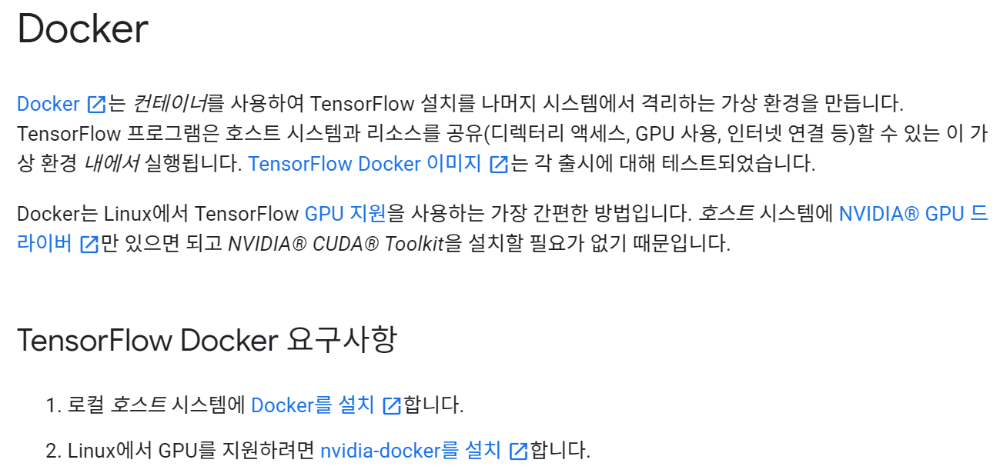 Docker
Docker는 컨테이너를 사용하여 TensorFlow 설치를 나머지 시스템에서 격리하는 가상 환경을 만듭니다.
TensorFlow 프로그램은 호스트 시스템과 리소스를 공유(디렉터리 액세스, GPU 사용, 인터넷 연결 등)할 수 있는 이 가
상 환경 내에서 실행됩니다. TensorFlow Docker 이미지는 각 출시에 대해 테스트되었습니다.
Docker는 Linux에서 TensorFlow GPU 지원을 사용하는 가장 간편한 방법입니다. 호스트 시스템에 NVIDIA® GPU 드
라이버만 있으면 되고 NVIDIA® CUDA® Toolkit을 설치할 필요가 없기 때문입니다.
TensorFlow Docker 요구사항
1. 로컬 호스트 시스템에 Docker를 설치합니다.
2. Linux에서 GPU를 지원하려면 nvidia-docker를 설치합니다.